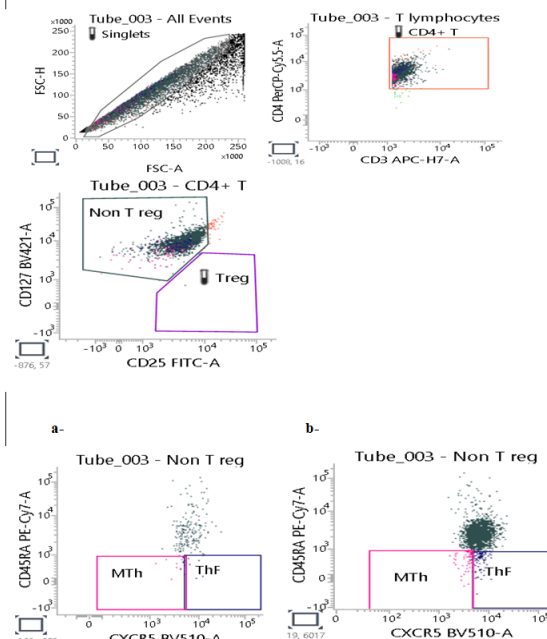 Tube_003 - All Events
Singlets
×1000
250
200
150
100
50
0
FSC-H
0 50 100 150 200 250
×1000
FSC-A
Tube_003 - T lymphocytes
CD4+ T
10⁵
10⁴
10³
0
CD4 PerCP-Cy5.5-A
-10³ 0 10³ 10⁴ 10⁵
-1008, 16
CD3 APC-H7-A
Tube_003 - CD4+ T
Non T reg
Treg
10⁵
10⁴
10³
0
-10³
CD127 BV421-A
-10³ 0 10³ 10⁴ 10⁵
-876, 57
CD25 FITC-A
a-
b-
Tube_003 - Non T reg
10⁵
10⁴
10³
0
-10³
CD45RA PE-Cy7-A
MTh
ThF
0 10³ 10⁴ 10⁵
CXCR5 BV510-A
Tube_003 - Non T reg
10⁵
10⁴
10³
0
-10³
CD45RA PE-Cy7-A
MTh
ThF
0 10² 10³ 10⁴ 10⁵
19, 6017
CXCR5 BV510-A